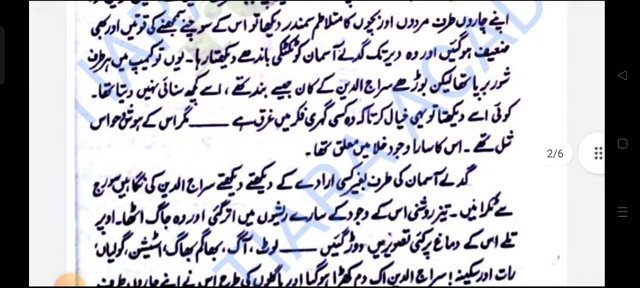 اپنے چاروں طرف مردوں اور بچوں کا متلاطم سمندر دیکھا تو اس کے سوچنے سمجھنے کی قوتیں اور بھی
ضعیف ہوگئیں اور وہ دیر تک گدلے آسمان کو ٹکٹکی باندھے دیکھتا رہا۔ یوں تو کیمپ میں ہر طرف
شور برپا تھا لیکن بوڑھے سراج الدین کے کان جیسے بند تھے ، اسے کچھ سنائی نہیں دیتا تھا۔
کوئی اسے دیکھتا تو یہی خیال کرتا کہ وہ کسی گہری فکر میں غرق ہے ——— مگر اس کے ہوش و حواس
شل تھے ۔ اس کا سارا وجود خلا میں معلق تھا ۔
گدلے آسمان کی طرف بغیر کسی ارادے کے دیکھتے دیکھتے سراج الدین کی نگاہیں سورج
سے ٹکرائیں ۔ تیز روشنی اس کے وجود کے سارے ریشوں میں اتر گئی اور وہ جاگ اٹھا۔ اوپر
تلے اس کے دماغ پر کئی تصویریں دوڑ گئیں ——— لوٹ ، آگ ، بھاگم بھاگ ، اسٹیشن ، گولیاں ،
رات اور سکینہ ! سراج الدین اک دم کھڑا ہوگیا اور پاگلوں کی طرح اس نے اپنے چاروں طرف
2/6
TIARA ACAD
TIARA ACAD